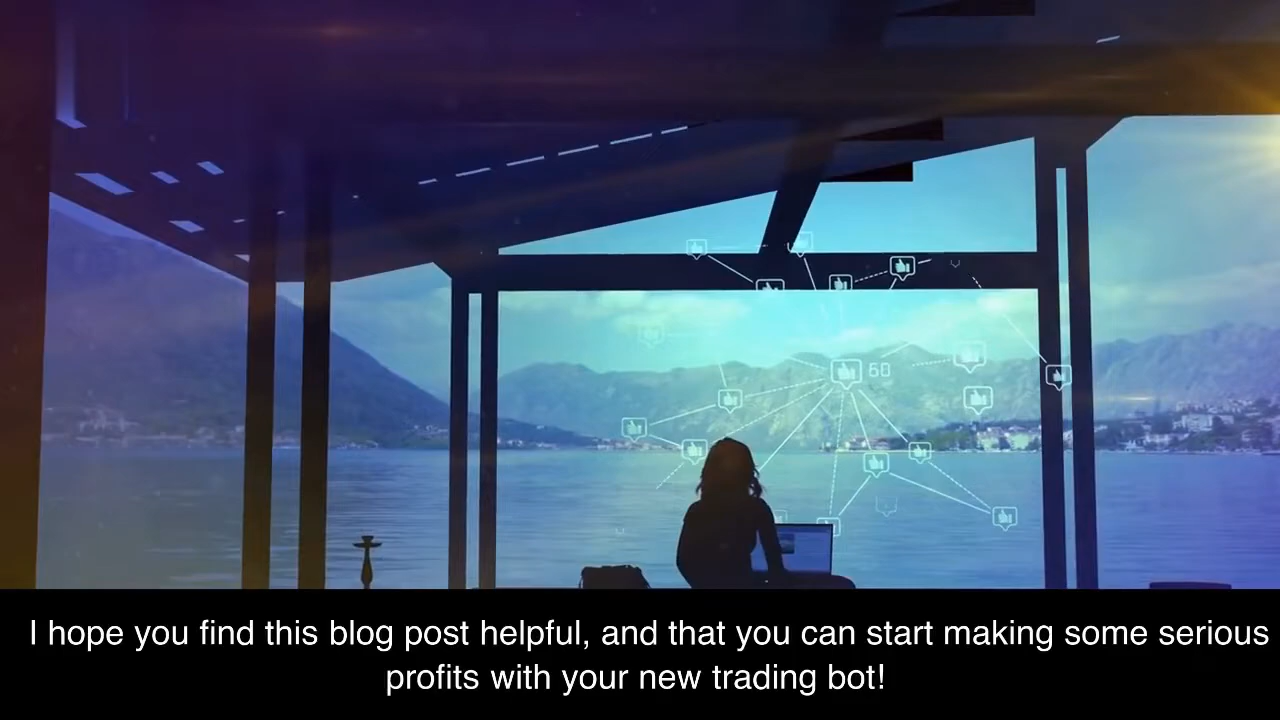 60
I hope you find this blog post helpful, and that you can start making some serious
profits with your new trading bot!